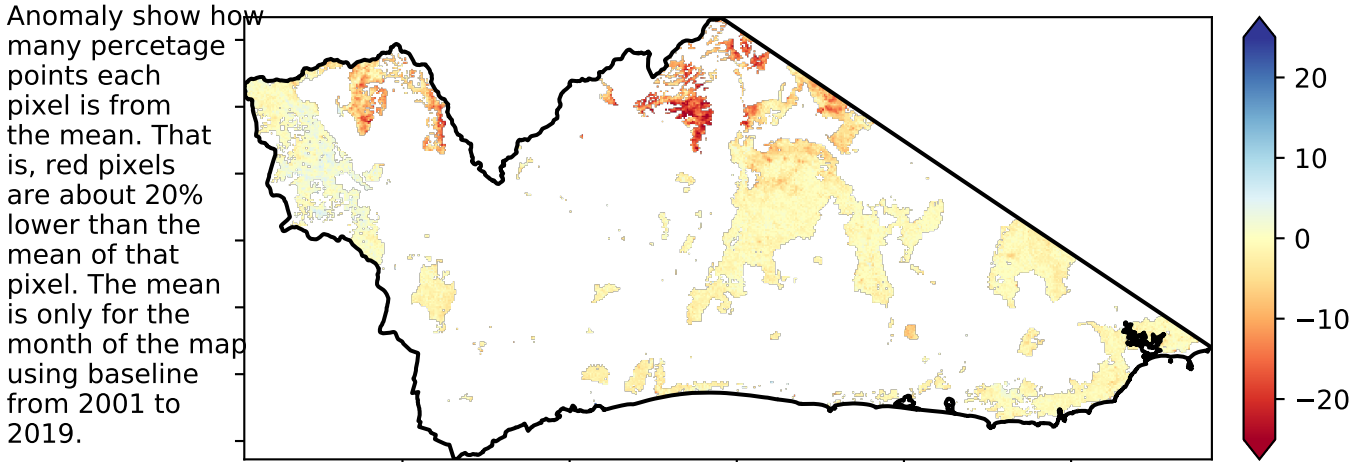 Anomaly show how
many percetage
points each
pixel is from
the mean. That
is, red pixels
are about 20%
lower than the
mean of that
pixel. The mean
is only for the
month of the map
using baseline
from 2001 to
2019.
20
10
0
−10
−20